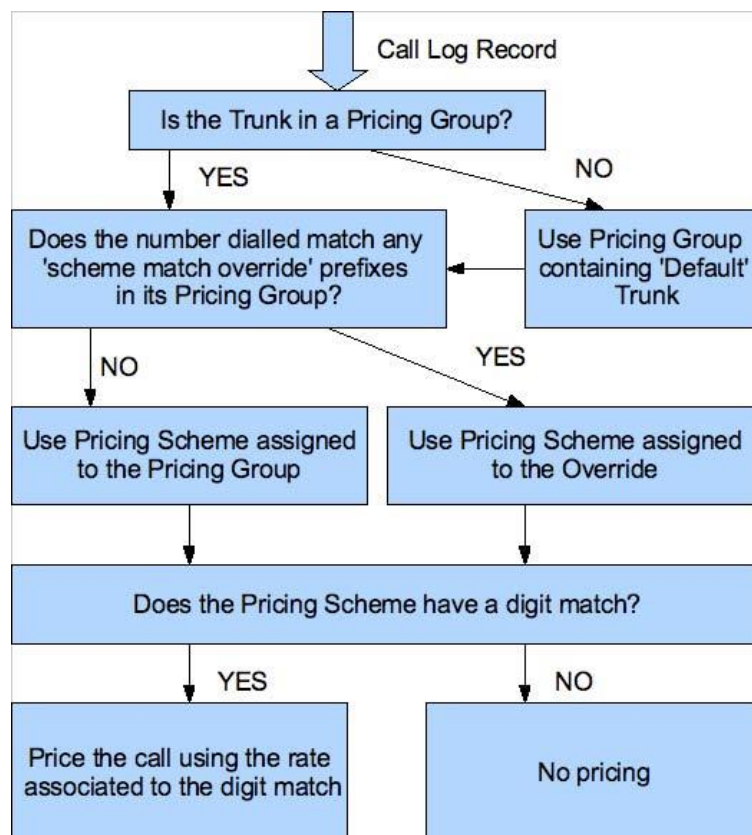 Call Log Record
Is the Trunk in a Pricing Group?
YES
NO
Does the number dialled match any
'scheme match override' prefixes
in its Pricing Group?
Use Pricing Group
containing 'Default'
Trunk
NO
YES
Use Pricing Scheme assigned
to the Pricing Group
Use Pricing Scheme assigned
to the Override
Does the Pricing Scheme have a digit match?
YES
NO
Price the call using the rate
associated to the digit match
No pricing